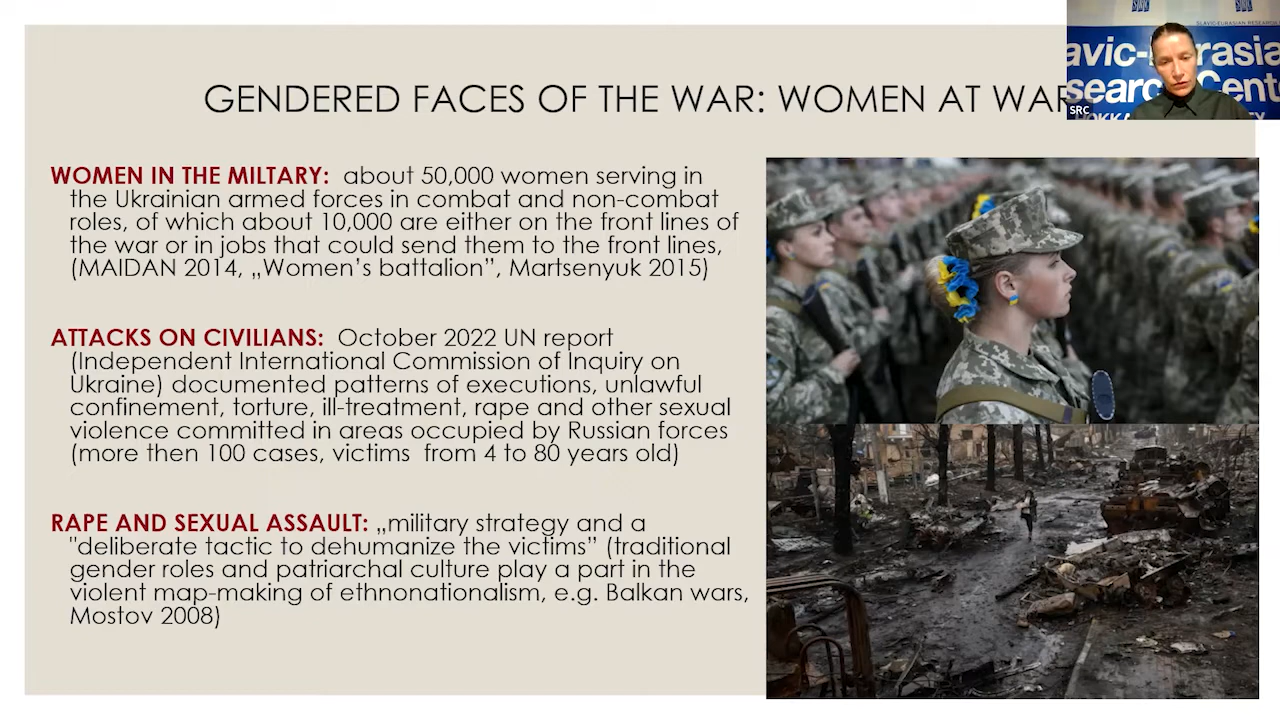 SLAVIC-EURASIAN RESEARCH
avic-Eurasia
searc Cent
SRC
GENDERED FACES OF THE WAR: WOMEN AT WAR
WOMEN IN THE MILTARY: about 50,000 women serving in
the Ukrainian armed forces in combat and non-combat
roles, of which about 10,000 are either on the front lines of
the war or in jobs that could send them to the front lines,
(MAIDAN 2014, „Women's battalion”, Martsenyuk 2015)
ATTACKS ON CIVILIANS: October 2022 UN report
(Independent International Commission of Inquiry on
Ukraine) documented patterns of executions, unlawful
confinement, torture, ill-treatment, rape and other sexual
violence committed in areas occupied by Russian forces
(more then 100 cases, victims from 4 to 80 years old)
RAPE AND SEXUAL ASSAULT: „military strategy and a
"deliberate tactic to dehumanize the victims” (traditional
gender roles and patriarchal culture play a part in the
violent map-making of ethnonationalism, e.g. Balkan wars,
Mostov 2008)